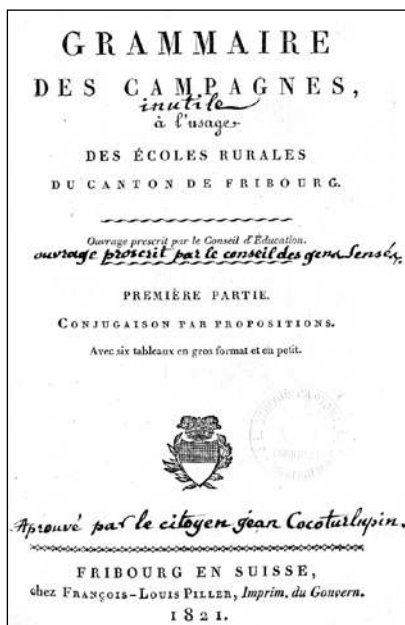 GRAMMAIRE
DES CAMPAGNES,
inutile
à l'usage
DES ÉCOLES RURALES
DU CANTON DE FRIBOURG.
Ouvrage prescrit par le Conseil d'Éducation.
ouvrage proscrit par le conseil des gens Sensés
PREMIÈRE PARTIE.
CONJUGAISON PAR PROPOSITIONS.
Avec six tableaux en gros format et en petit.
Aprouvé par le citoyen jean Cocoturlupin.
FRIBOURG EN SUISSE,
chez FRANÇOIS-LOUIS PILLER, Imprim. du Gouvern.
1821.